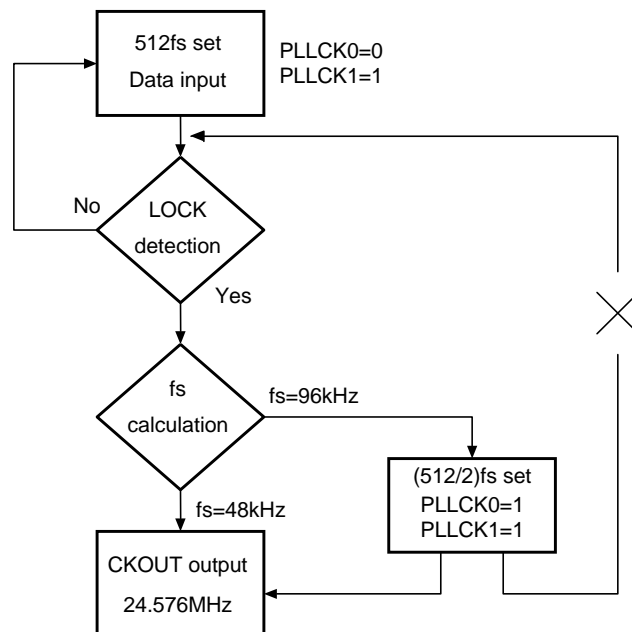 512fs set
Data input
PLLCK0=0
PLLCK1=1
No
LOCK
detection
Yes
fs
calculation
fs=96kHz
(512/2)fs set
PLLCK0=1
PLLCK1=1
fs=48kHz
CKOUT output
24.576MHz